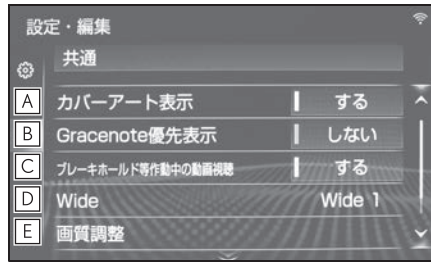 設定・編集
共通
A カバーアート表示 する
B Gracenote優先表示 しない
C ブレーキホールド等作動中の動画視聴 する
D Wide Wide 1
E 画質調整